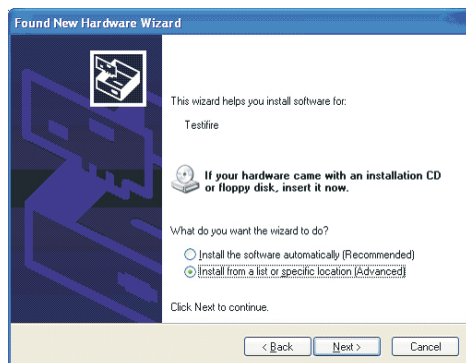 Found New Hardware Wizard
This wizard helps you install software for:
Testifire
If your hardware came with an installation CD
or floppy disk, insert it now.
What do you want the wizard to do?
Install the software automatically (Recommended)
Install from a list or specific location (Advanced)
Click Next to continue.
< Back Next > Cancel